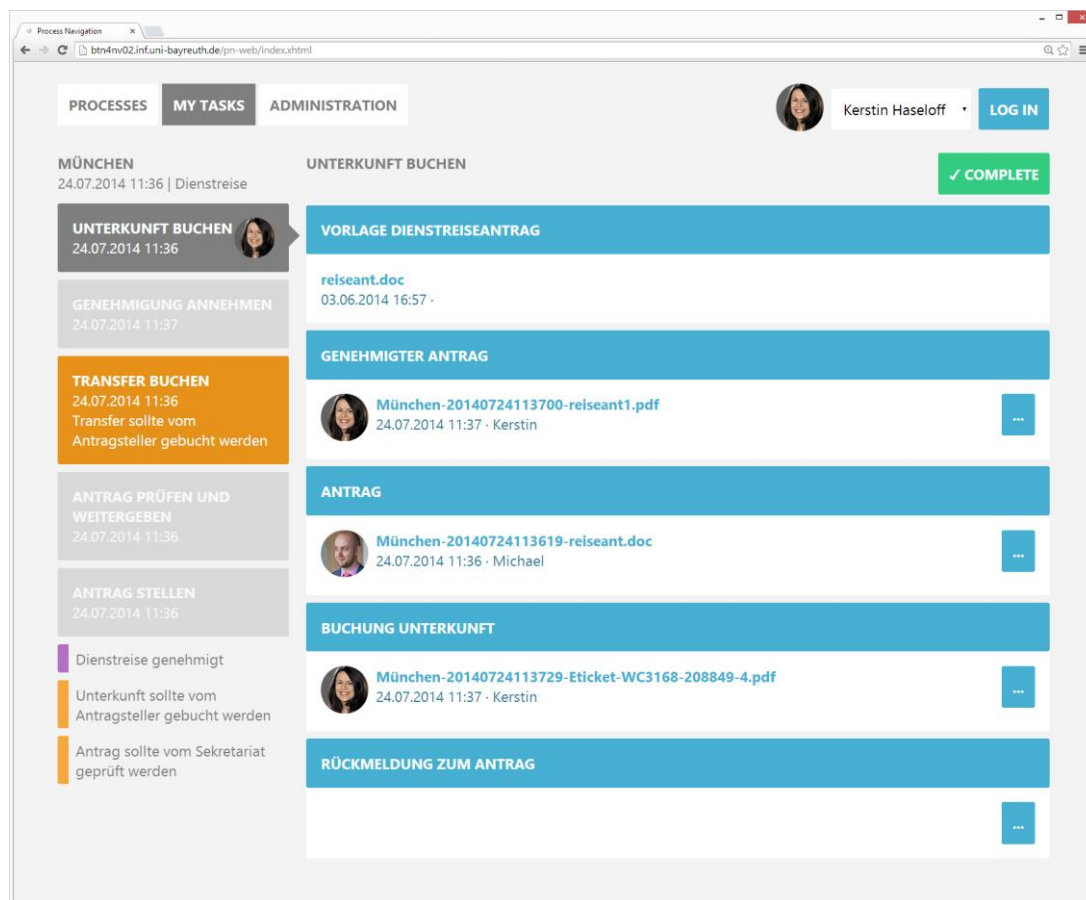 Process Navigation
btn4nv02.inf.uni-bayreuth.de/pn-web/index.xhtml
PROCESSES MY TASKS ADMINISTRATION
Kerstin Haseloff LOG IN
MÜNCHEN
24.07.2014 11:36 | Dienstreise
UNTERKUNFT BUCHEN
✓ COMPLETE
UNTERKUNFT BUCHEN
24.07.2014 11:36
GENEHMIGUNG ANNEHMEN
24.07.2014 11:37
TRANSFER BUCHEN
24.07.2014 11:36
Transfer sollte vom
Antragsteller gebucht werden
ANTRAG PRÜFEN UND
WEITERGEBEN
24.07.2014 11:36
ANTRAG STELLEN
24.07.2014 11:36
Dienstreise genehmigt
Unterkunft sollte vom
Antragsteller gebucht werden
Antrag sollte vom Sekretariat
geprüft werden
VORLAGE DIENSTREISEANTRAG
reiseant.doc
03.06.2014 16:57 ·
GENEHMIGTER ANTRAG
München-20140724113700-reiseant1.pdf
24.07.2014 11:37 · Kerstin
...
ANTRAG
München-20140724113619-reiseant.doc
24.07.2014 11:36 · Michael
...
BUCHUNG UNTERKUNFT
München-20140724113729-Eticket-WC3168-208849-4.pdf
24.07.2014 11:37 · Kerstin
...
RÜCKMELDUNG ZUM ANTRAG
...